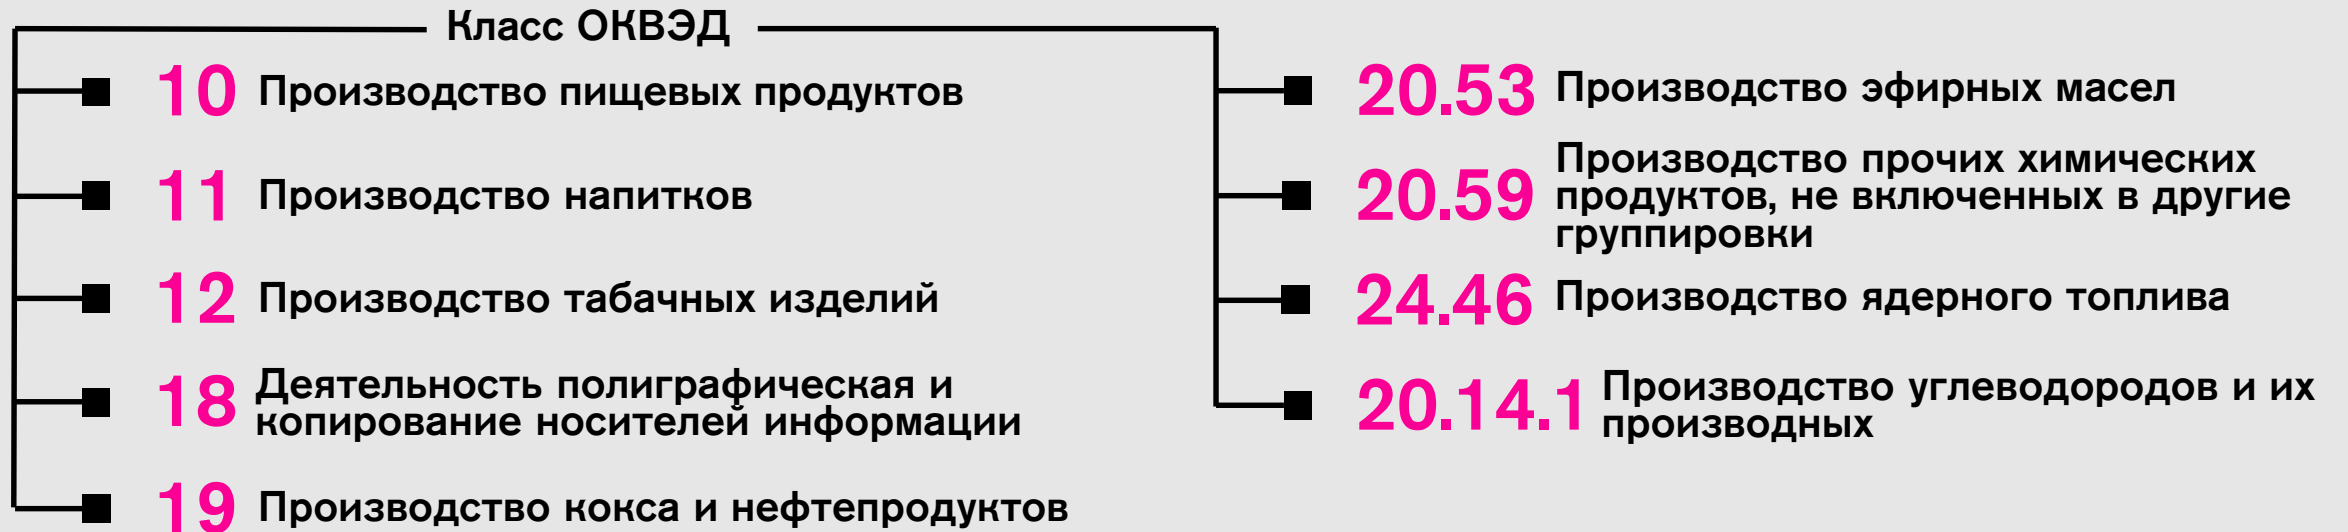 Класс ОКВЭД
10 Производство пищевых продуктов
11 Производство напитков
12 Производство табачных изделий
18 Деятельность полиграфическая и
копирование носителей информации
19 Производство кокса и нефтепродуктов
20.53 Производство эфирных масел
20.59 Производство прочих химических
продуктов, не включенных в другие
группировки
24.46 Производство ядерного топлива
20.14.1 Производство углеводородов и их
производных